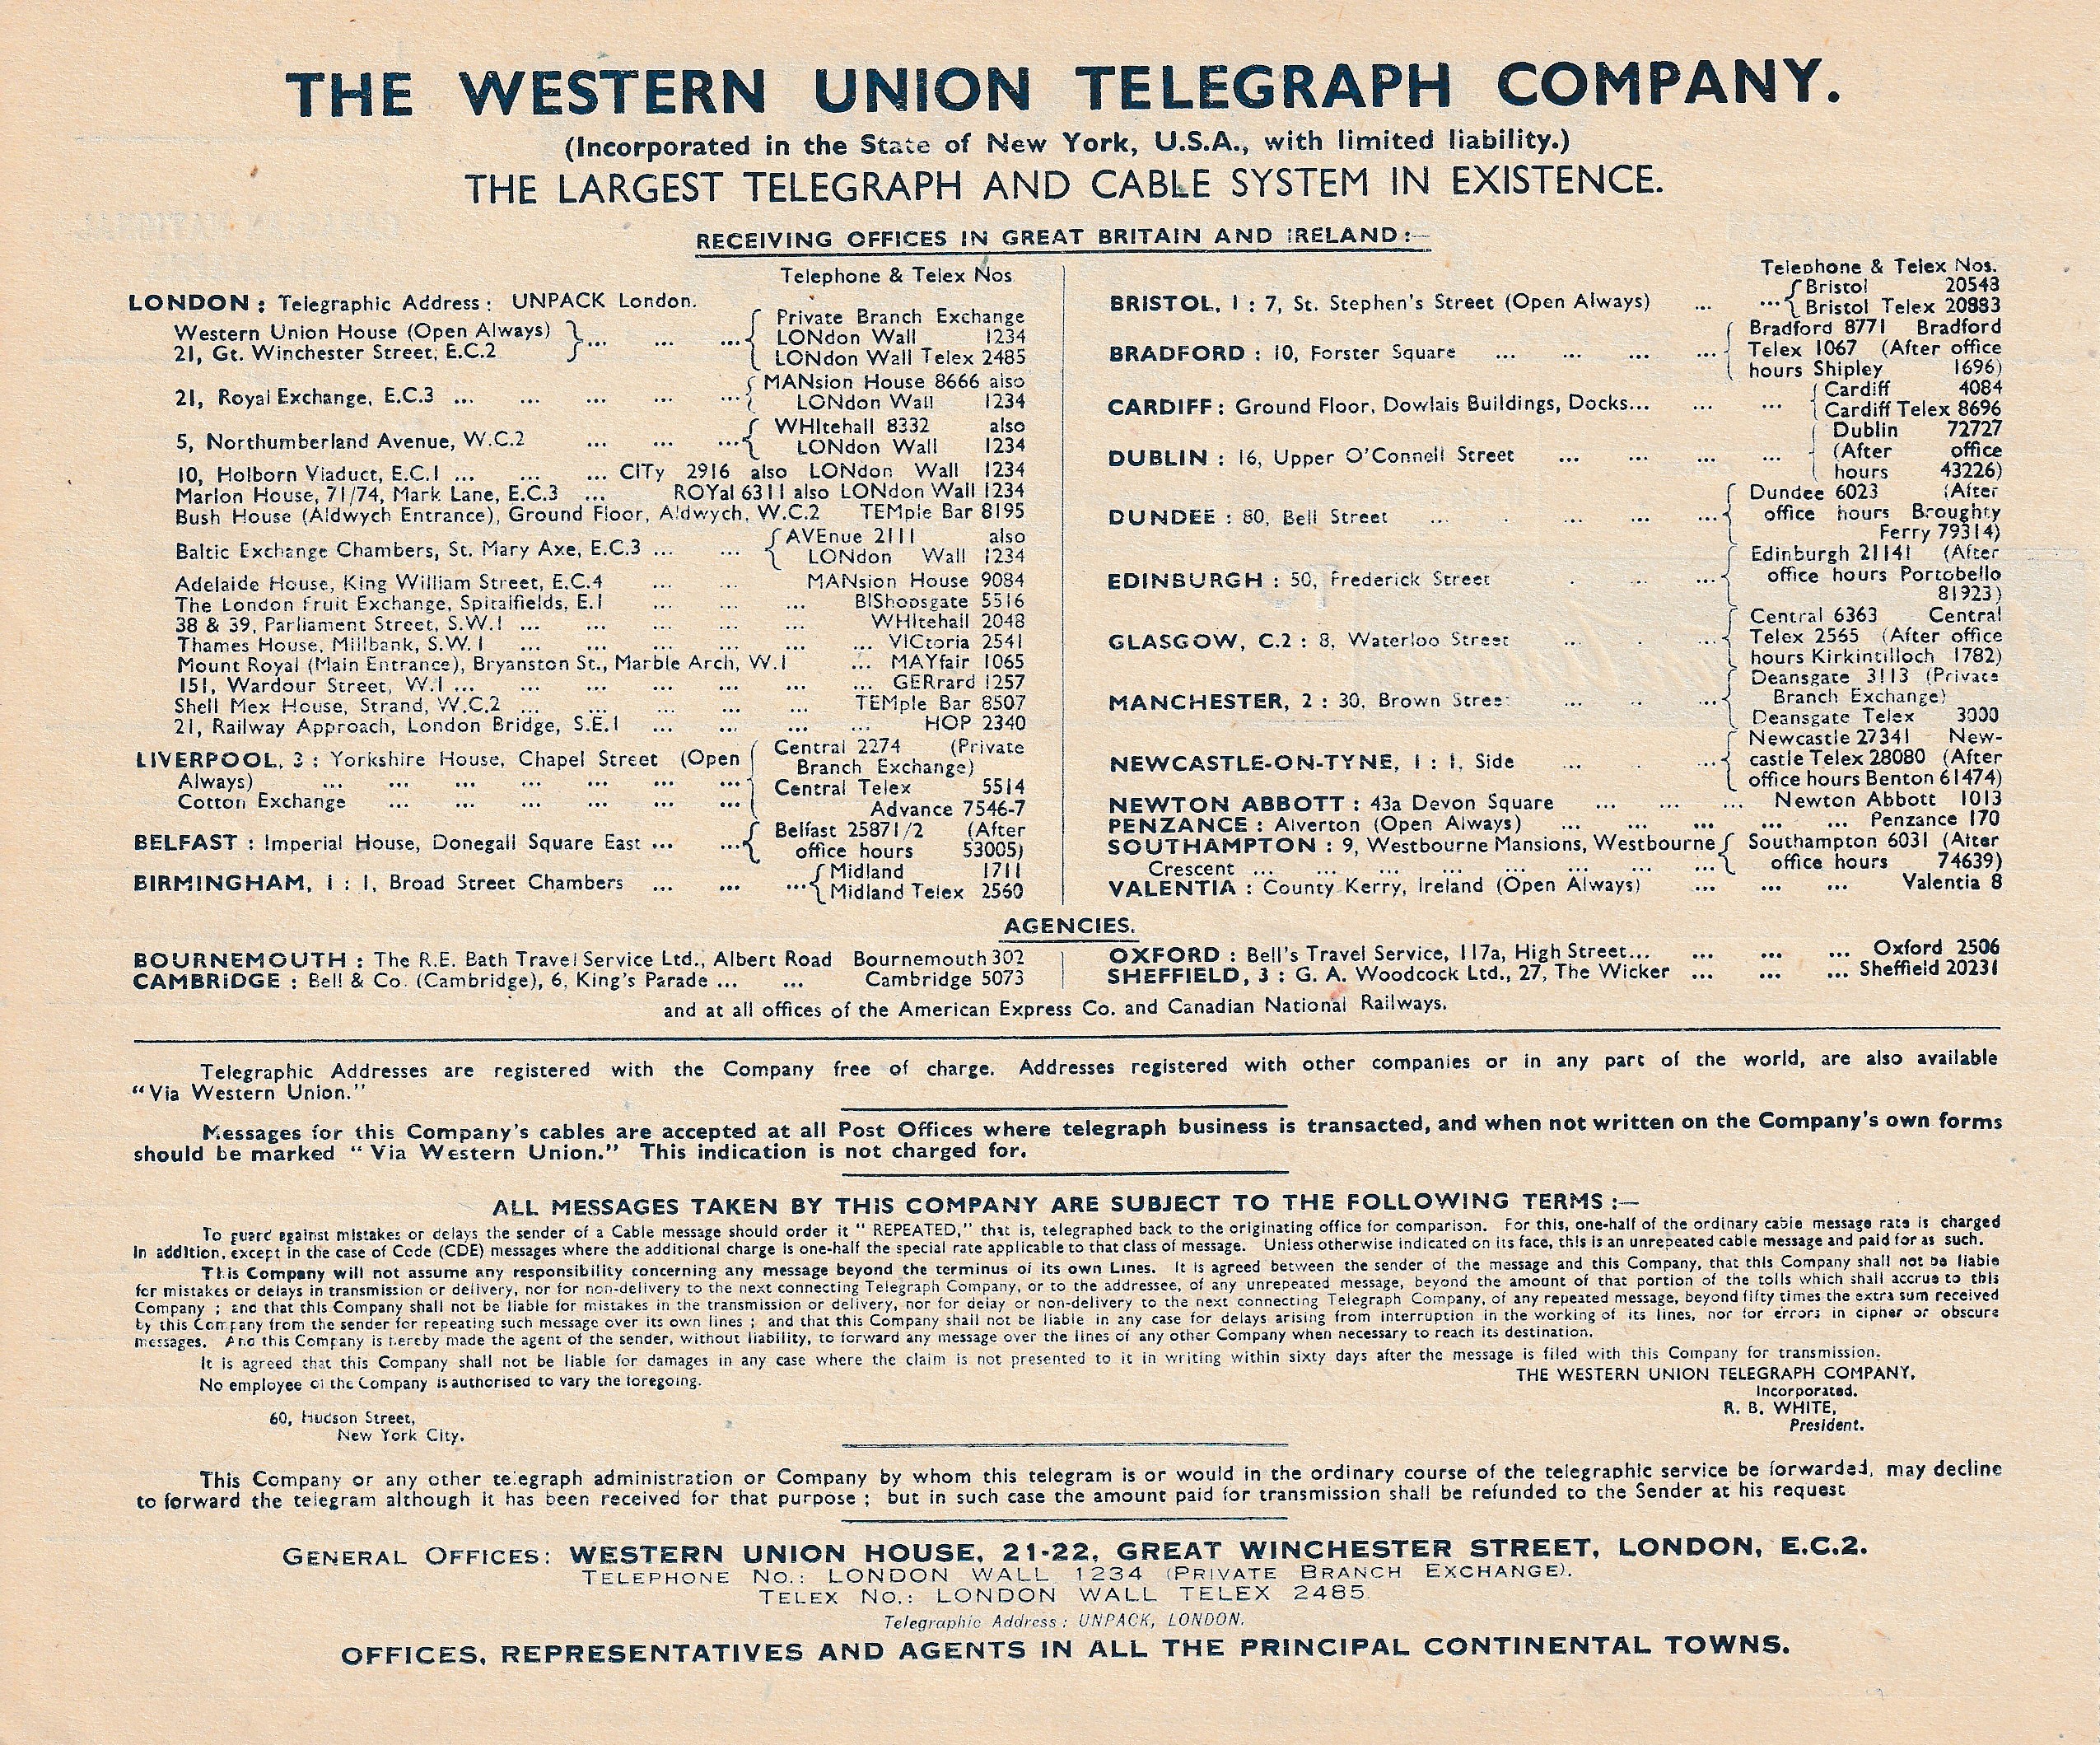 THE WESTERN UNION TELEGRAPH COMPANY.
(Incorporated in the State of New York, U.S.A., with limited liability.)
THE LARGEST TELEGRAPH AND CABLE SYSTEM IN EXISTENCE.
RECEIVING OFFICES IN GREAT BRITAIN AND IRELAND:—
Telephone & Telex Nos
LONDON: Telegraphic Address: UNPACK London.
Western Union House (Open Always)
21, Gt. Winchester Street, E.C.2
Private Branch Exchange
LONdon Wall 1234
LONdon Wall Telex 2485
21, Royal Exchange, E.C.3 ... ... ... ... ...
MANsion House 8666 also
LONdon Wall 1234
5, Northumberland Avenue, W.C.2 ... ... ...
WHItehall 8332 also
LONdon Wall 1234
10, Holborn Viaduct, E.C.1 ... ... ... CITy 2916 also LONdon Wall 1234
Marlon House, 71/74, Mark Lane, E.C.3 ... ROYal 6311 also LONdon Wall 1234
Bush House (Aldwych Entrance), Ground Floor, Aldwych, W.C.2 TEMple Bar 8195
Baltic Exchange Chambers, St. Mary Axe, E.C.3 ... ...
AVEnue 2111 also
LONdon Wall 1234
Adelaide House, King William Street, E.C.4 ... ... MANsion House 9084
The London Fruit Exchange, Spitalfields, E.1 ... ... ... BIShopsgate 5516
38 & 39, Parliament Street, S.W.1 ... ... ... ... ... WHItehall 2048
Thames House, Millbank, S.W.1 ... ... ... ... ... ... VICtoria 2541
Mount Royal (Main Entrance), Bryanston St., Marble Arch, W.1 ... MAYfair 1065
151, Wardour Street, W.1 ... ... ... ... ... ... ... GERrard 1257
Shell Mex House, Strand, W.C.2 ... ... ... ... ... TEMple Bar 8507
21, Railway Approach, London Bridge, S.E.1 ... ... ... ... HOP 2340
LIVERPOOL, 3: Yorkshire House, Chapel Street (Open
Always) ... ... ... ... ... ... ...
Cotton Exchange ... ... ... ... ... ...
Central 2274 (Private
Branch Exchange)
Central Telex 5514
Advance 7546-7
BELFAST: Imperial House, Donegall Square East ... ...
Belfast 25871/2 (After
office hours 53005)
BIRMINGHAM, 1: 1, Broad Street Chambers ... ... ...
Midland 1711
Midland Telex 2560
Telephone & Telex Nos.
BRISTOL, 1: 7, St. Stephen's Street (Open Always) ... ...
Bristol 20543
Bristol Telex 20983
BRADFORD: 10, Forster Square ... ... ... ...
Bradford 8771 Bradford
Telex 1067 (After office
hours Shipley 1696)
CARDIFF: Ground Floor, Dowlais Buildings, Docks... ... ...
Cardiff 4084
Cardiff Telex 8696
DUBLIN: 16, Upper O'Connell Street ... ... ... ...
Dublin 72727
(After office
hours 43226)
DUNDEE: 80, Bell Street ... . ... ... ...
Dundee 6023 (After
office hours Broughty
Ferry 79314)
EDINBURGH: 50, Frederick Street . ... ...
Edinburgh 21141 (After
office hours Portobello
81923)
GLASGOW, C.2: 8, Waterloo Street ... . ...
Central 6363 Central
Telex 2565 (After office
hours Kirkintilloch 1782)
MANCHESTER, 2: 30, Brown Street ... .. ...
Deansgate 3113 (Private
Branch Exchange)
Deansgate Telex 3000
NEWCASTLE-ON-TYNE, 1: 1, Side ... . ...
Newcastle 27341 New-
castle Telex 28080 (After
office hours Benton 61474)
NEWTON ABBOTT: 43a Devon Square ... ... ... Newton Abbott 1013
PENZANCE: Alverton (Open Always) ... ... ... ... ... Penzance 170
SOUTHAMPTON: 9, Westbourne Mansions, Westbourne
Crescent ... ... ... ... ... ... ... ...
Southampton 6031 (After
office hours 74639)
VALENTIA: County Kerry, Ireland (Open Always) ... ... ... Valentia 8
AGENCIES.
BOURNEMOUTH: The R.E. Bath Travel Service Ltd., Albert Road Bournemouth 302
CAMBRIDGE: Bell & Co. (Cambridge), 6, King's Parade ... ... Cambridge 5073
OXFORD: Bell's Travel Service, 117a, High Street... ... ... ... Oxford 2506
SHEFFIELD, 3: G. A. Woodcock Ltd., 27, The Wicker ... ... ... Sheffield 20231
and at all offices of the American Express Co. and Canadian National Railways.
Telegraphic Addresses are registered with the Company free of charge. Addresses registered with other companies or in any part of the world, are also available
"Via Western Union."
Messages for this Company's cables are accepted at all Post Offices where telegraph business is transacted, and when not written on the Company's own forms
should be marked "Via Western Union." This indication is not charged for.
ALL MESSAGES TAKEN BY THIS COMPANY ARE SUBJECT TO THE FOLLOWING TERMS:—
To guard against mistakes or delays the sender of a Cable message should order it "REPEATED," that is, telegraphed back to the originating office for comparison. For this, one-half of the ordinary cable message rate is charged
in addition, except in the case of Code (CDE) messages where the additional charge is one-half the special rate applicable to that class of message. Unless otherwise indicated on its face, this is an unrepeated cable message and paid for as such.
This Company will not assume any responsibility concerning any message beyond the terminus of its own Lines. It is agreed between the sender of the message and this Company, that this Company shall not be liable
for mistakes or delays in transmission or delivery, nor for non-delivery to the next connecting Telegraph Company, or to the addressee, of any unrepeated message, beyond the amount of that portion of the tolls which shall accrue to this
Company; and that this Company shall not be liable for mistakes in the transmission or delivery, nor for delay or non-delivery to the next connecting Telegraph Company, of any repeated message, beyond fifty times the extra sum received
by this Company from the sender for repeating such message over its own lines; and that this Company shall not be liable in any case for delays arising from interruption in the working of its lines, nor for errors in cipher or obscure
messages. And this Company is hereby made the agent of the sender, without liability, to forward any message over the lines of any other Company when necessary to reach its destination.
It is agreed that this Company shall not be liable for damages in any case where the claim is not presented to it in writing within sixty days after the message is filed with this Company for transmission.
No employee of the Company is authorised to vary the foregoing.
THE WESTERN UNION TELEGRAPH COMPANY,
Incorporated.
R. B. WHITE,
President.
60, Hudson Street,
New York City.
This Company or any other telegraph administration or Company by whom this telegram is or would in the ordinary course of the telegraphic service be forwarded, may decline
to forward the telegram although it has been received for that purpose; but in such case the amount paid for transmission shall be refunded to the Sender at his request
GENERAL OFFICES: WESTERN UNION HOUSE, 21-22, GREAT WINCHESTER STREET, LONDON, E.C.2.
TELEPHONE NO.: LONDON WALL 1234 (PRIVATE BRANCH EXCHANGE).
TELEX NO.: LONDON WALL TELEX 2485.
Telegraphic Address: UNPACK, LONDON.
OFFICES, REPRESENTATIVES AND AGENTS IN ALL THE PRINCIPAL CONTINENTAL TOWNS.